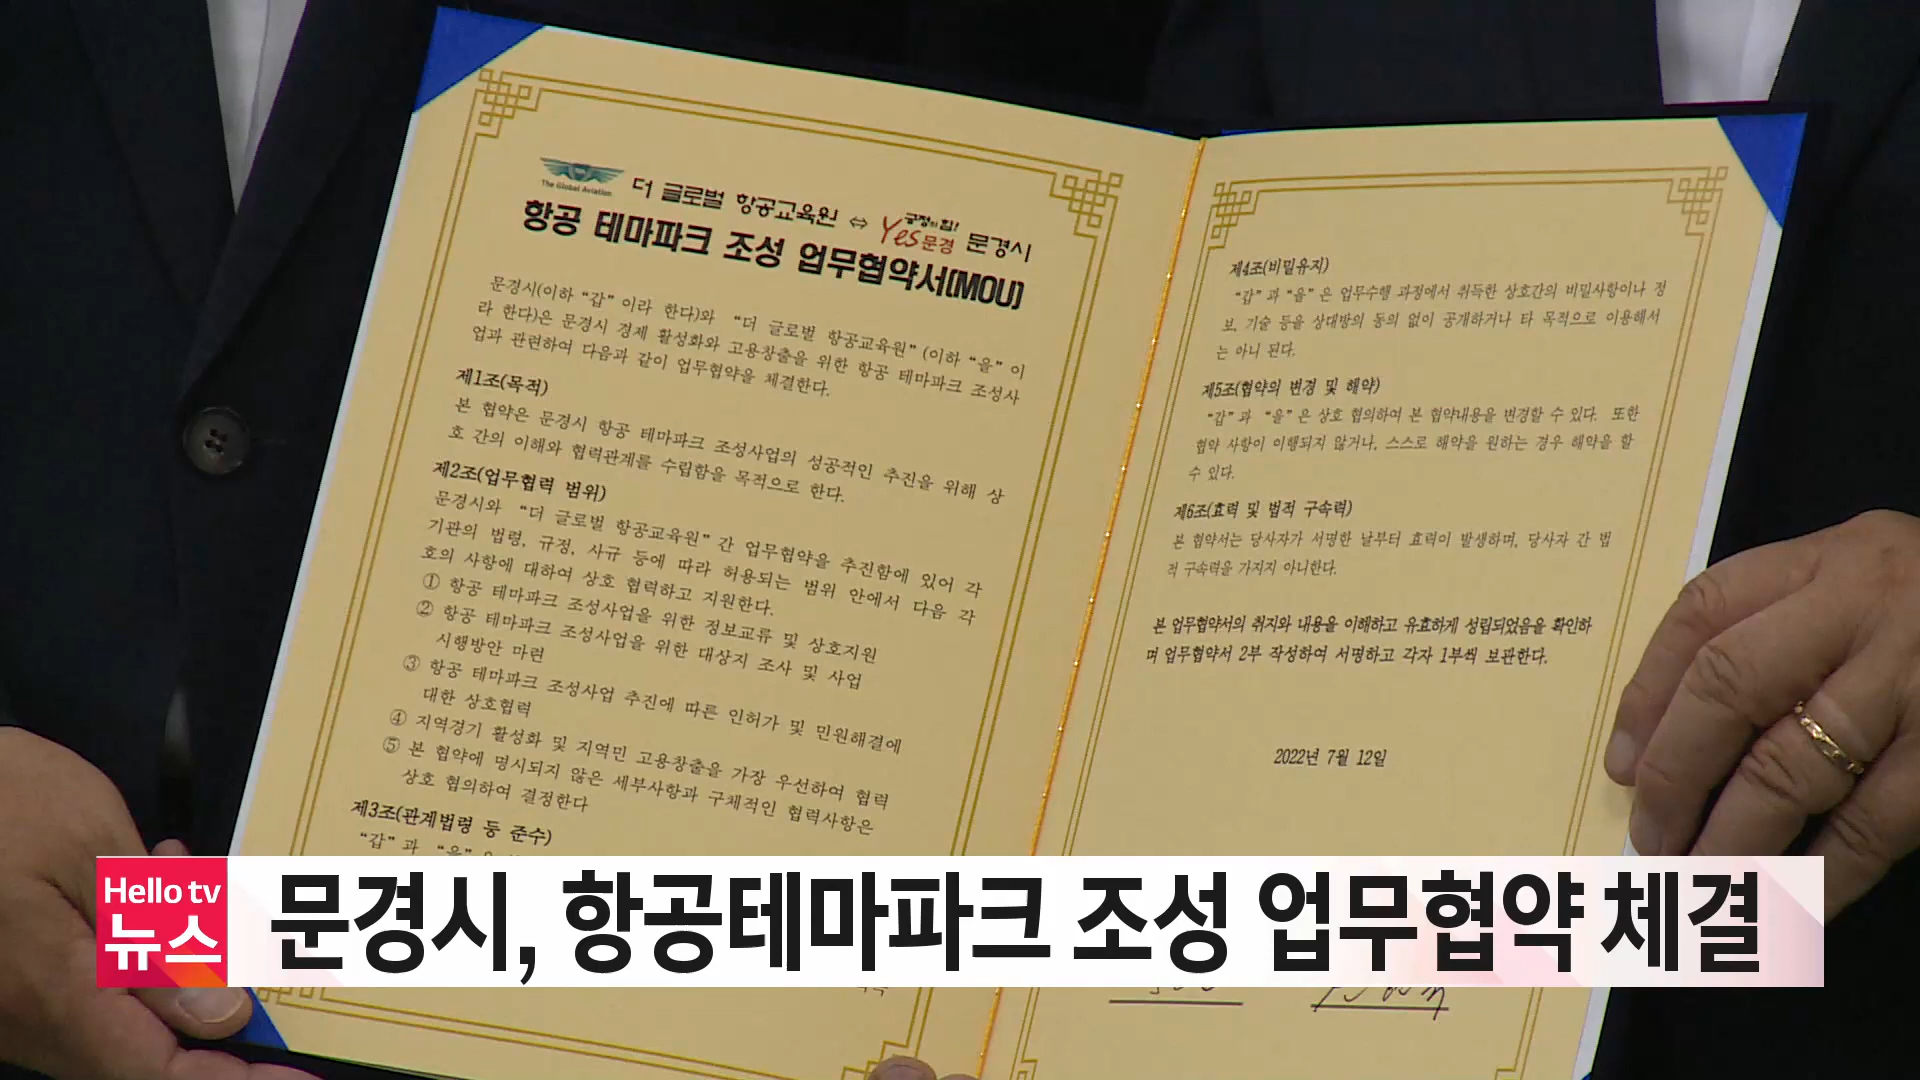 The Global Aviation
더 글로벌 항공교육원 ⇔ 긍정의 힘! Yes문경 문경시
항공 테마파크 조성 업무협약서(MOU)
문경시(이하 “갑” 이라 한다)와 “더 글로벌 항공교육원” (이하 “을” 이
라 한다)은 문경시 경제 활성화와 고용창출을 위한 항공 테마파크 조성사
업과 관련하여 다음과 같이 업무협약을 체결한다.
제1조(목적)
본 협약은 문경시 항공 테마파크 조성사업의 성공적인 추진을 위해 상
호 간의 이해와 협력관계를 수립함을 목적으로 한다.
제2조(업무협력 범위)
문경시와 “더 글로벌 항공교육원” 간 업무협약을 추진함에 있어 각
기관의 법령, 규정, 사규 등에 따라 허용되는 범위 안에서 다음 각
호의 사항에 대하여 상호 협력하고 지원한다.
① 항공 테마파크 조성사업을 위한 정보교류 및 상호지원
② 항공 테마파크 조성사업을 위한 대상지 조사 및 사업
시행방안 마련
③ 항공 테마파크 조성사업 추진에 따른 인허가 및 민원해결에
대한 상호협력
④ 지역경기 활성화 및 지역민 고용창출을 가장 우선하여 협력
⑤ 본 협약에 명시되지 않은 세부사항과 구체적인 협력사항은
상호 협의하여 결정한다
제3조(관계법령 등 준수)
“갑” 과 “을”
제4조(비밀유지)
“갑” 과 “을” 은 업무수행 과정에서 취득한 상호간의 비밀사항이나 정
보, 기술 등을 상대방의 동의 없이 공개하거나 타 목적으로 이용해서
는 아니 된다.
제5조(협약의 변경 및 해약)
“갑” 과 “을” 은 상호 협의하여 본 협약내용을 변경할 수 있다. 또한
협약 사항이 이행되지 않거나, 스스로 해약을 원하는 경우 해약을 할
수 있다.
제6조(효력 및 법적 구속력)
본 협약서는 당사자가 서명한 날부터 효력이 발생하며, 당사자 간 법
적 구속력을 가지지 아니한다.
본 업무협약서의 취지와 내용을 이해하고 유효하게 성립되었음을 확인하
며 업무협약서 2부 작성하여 서명하고 각자 1부씩 보관한다.
2022년 7월 12일
Hello tv
뉴스
문경시, 항공테마파크 조성 업무협약 체결